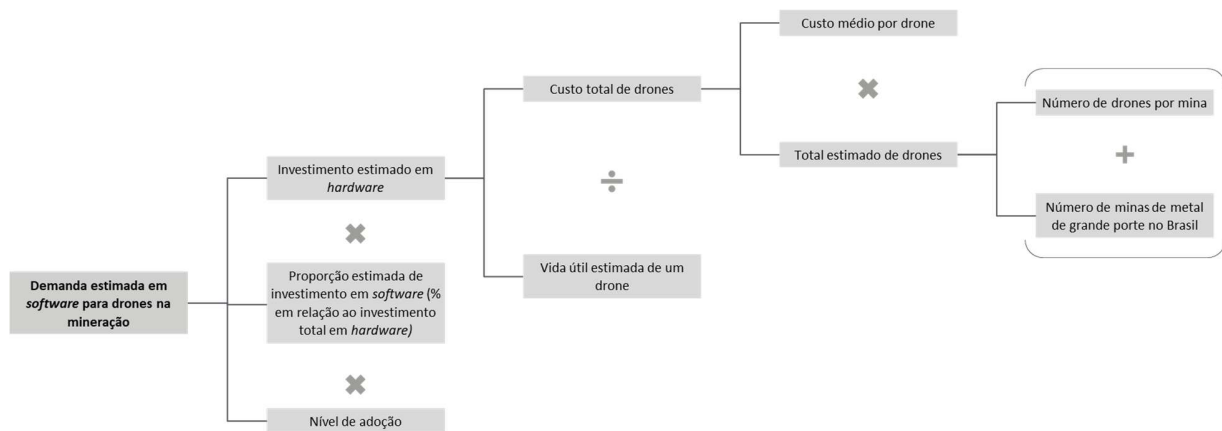 Demanda estimada em
software para drones na
mineração
Investimento estimado em
hardware
Proporção estimada de
investimento em software (%
em relação ao investimento
total em hardware)
Nível de adoção
Custo total de drones
÷
Vida útil estimada de um
drone
Custo médio por drone
Total estimado de drones
Número de drones por mina
+
Número de minas de metal
de grande porte no Brasil